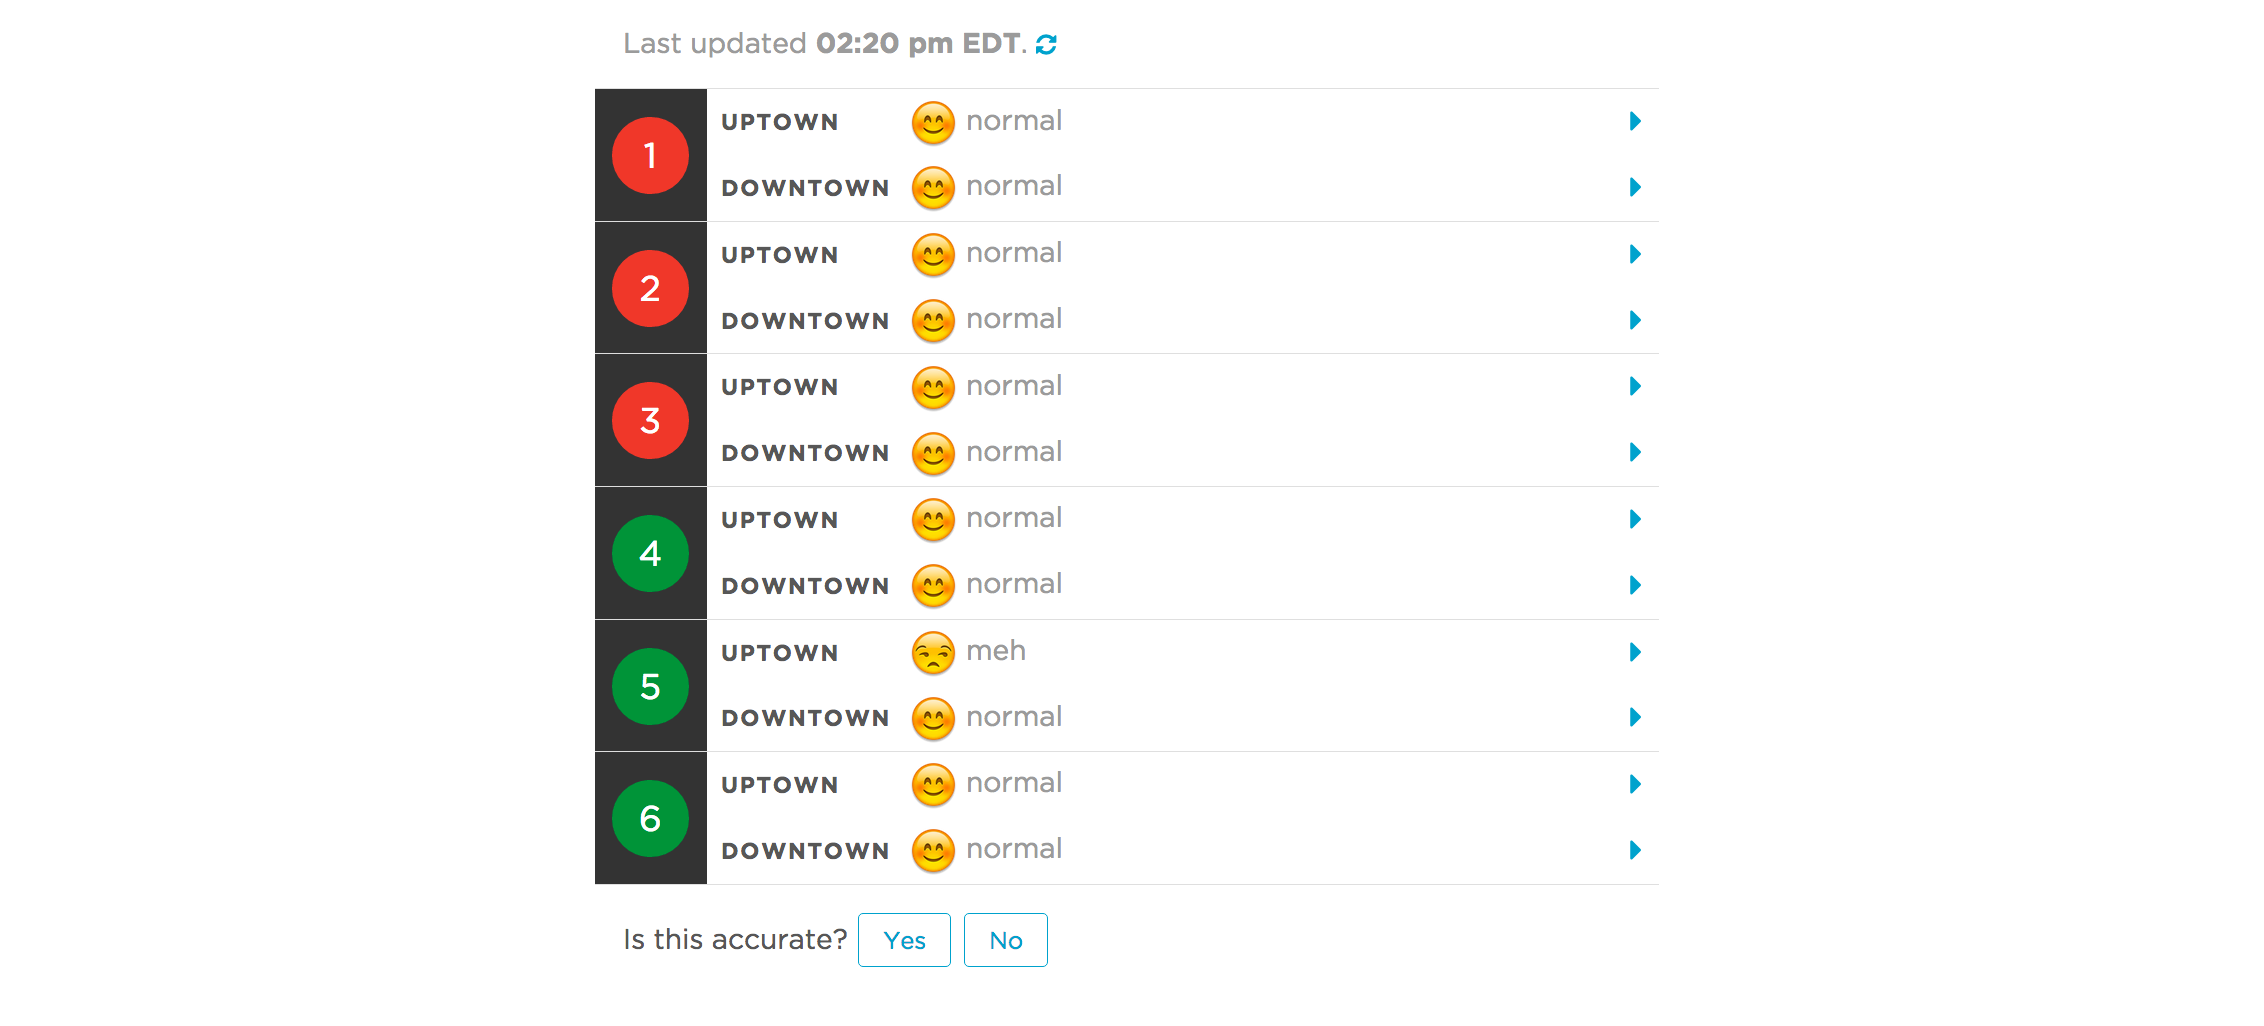 Last updated 02:20 pm EDT.
1
UPTOWN normal
DOWNTOWN normal
2
UPTOWN normal
DOWNTOWN normal
3
UPTOWN normal
DOWNTOWN normal
4
UPTOWN normal
DOWNTOWN normal
5
UPTOWN meh
DOWNTOWN normal
6
UPTOWN normal
DOWNTOWN normal
Is this accurate? Yes No